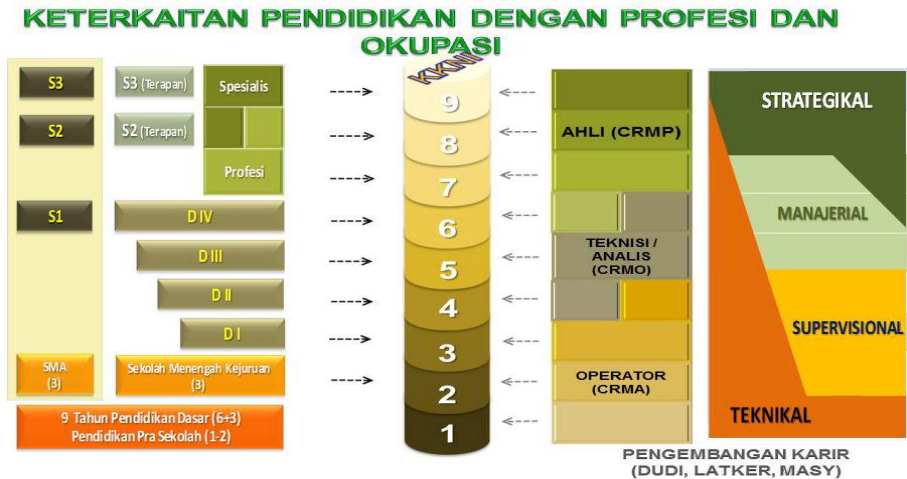 KETERKAITAN PENDIDIKAN DENGAN PROFESI DAN
OKUPASI
S3
S3 (Terapan)
Spesialis
S2
S2 (Terapan)
Profesi
S1
D IV
D III
D II
D I
SMA
(3)
Sekolah Menengah Kejuruan
(3)
9 Tahun Pendidikan Dasar (6+3)
Pendidikan Pra Sekolah (1-2)
KKNI
9
8
7
6
5
4
3
2
1
AHLI (CRMP)
TEKNISI /
ANALIS
(CRMO)
OPERATOR
(CRMA)
STRATEGIKAL
MANAJERIAL
SUPERVISIONAL
TEKNIKAL
PENGEMBANGAN KARIR
(DUDI, LATKER, MASY)